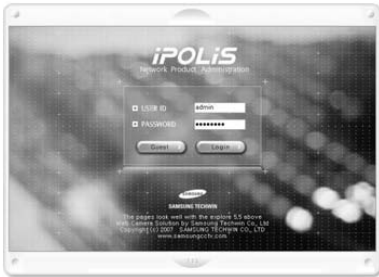 iPOLiS
Network Product Administration
USER ID
admin
PASSWORD
Guest
Login
SAMSUNG
SAMSUNG TECHWIN
The pages look well with the explore 5,5 above
Web Camera Solution by Samsung Techwin Co,, Ltd
Copyright(c) 2007 SAMSUNG TECHWIN CO,, LTD
www.samsungcctv.com